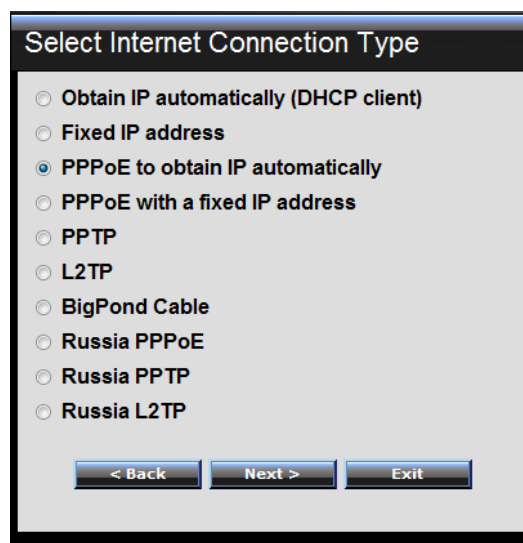 Select Internet Connection Type
Obtain IP automatically (DHCP client)
Fixed IP address
PPPoE to obtain IP automatically
PPPoE with a fixed IP address
PPTP
L2TP
BigPond Cable
Russia PPPoE
Russia PPTP
Russia L2TP
< Back Next > Exit